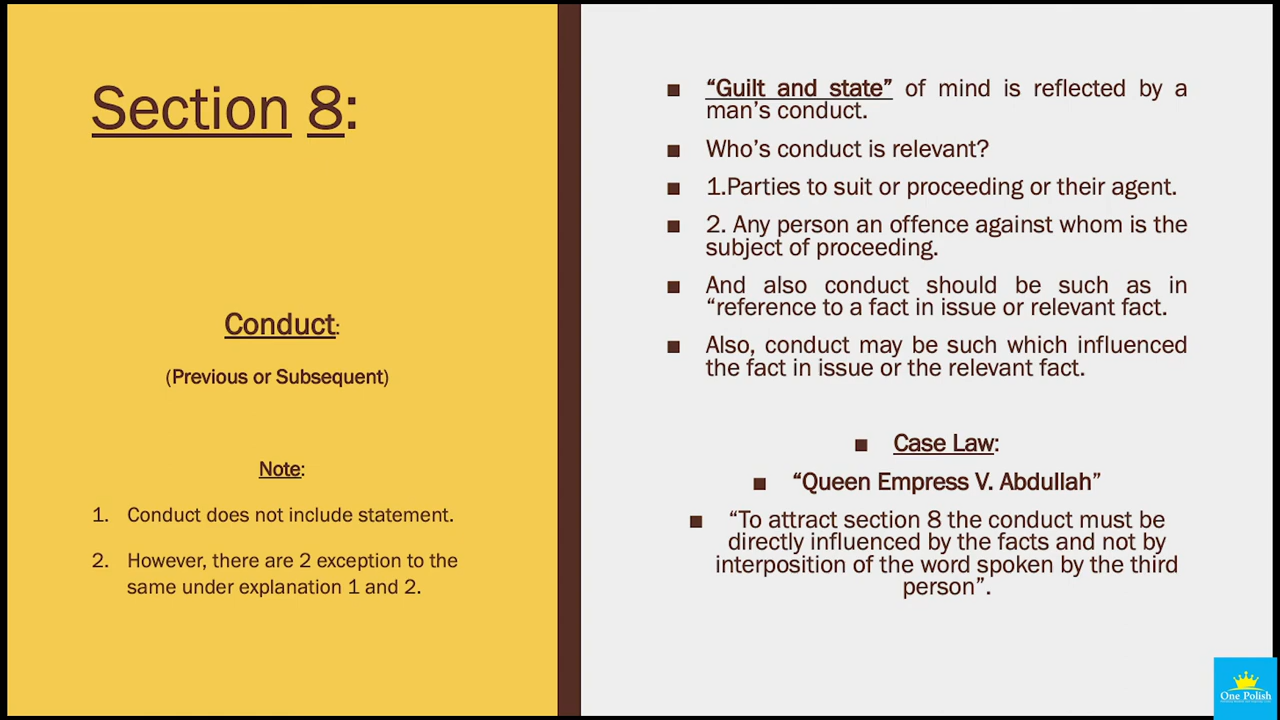 Section 8:
Conduct:
(Previous or Subsequent)
Note:
1. Conduct does not include statement.
2. However, there are 2 exception to the
same under explanation 1 and 2.
■ “Guilt and state” of mind is reflected by a
man’s conduct.
■ Who’s conduct is relevant?
■ 1.Parties to suit or proceeding or their agent.
■ 2. Any person an offence against whom is the
subject of proceeding.
■ And also conduct should be such as in
“reference to a fact in issue or relevant fact.
■ Also, conduct may be such which influenced
the fact in issue or the relevant fact.
■ Case Law:
■ “Queen Empress V. Abdullah”
■ “To attract section 8 the conduct must be
directly influenced by the facts and not by
interposition of the word spoken by the third
person”.
One Polish